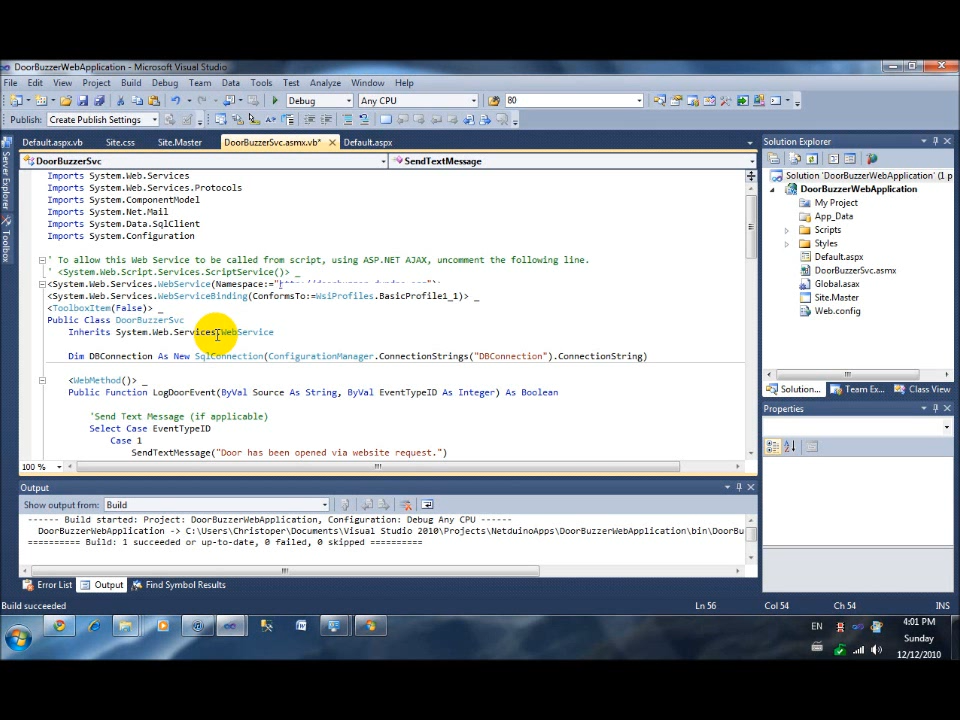 DoorBuzzerWebApplication - Microsoft Visual Studio
File Edit View Project Build Debug Team Data Tools Test Analyze Window Help
Debug Any CPU 80
Publish: Create Publish Settings
Default.aspx.vb Site.css Site.Master DoorBuzzerSvc.asmx.vb* Default.aspx
DoorBuzzerSvc SendTextMessage
Imports System.Web.Services
Imports System.Web.Services.Protocols
Imports System.ComponentModel
Imports System.Net.Mail
Imports System.Data.SqlClient
Imports System.Configuration
' To allow this Web Service to be called from script, using ASP.NET AJAX, uncomment the following line.
' <System.Web.Script.Services.ScriptService()> _
<System.Web.Services.WebService(Namespace:="
<System.Web.Services.WebServiceBinding(ConformsTo:=WsiProfiles.BasicProfile1_1)> _
<ToolboxItem(False)> _
Public Class DoorBuzzerSvc
Inherits System.Web.Services.WebService
Dim DBConnection As New SqlConnection(ConfigurationManager.ConnectionStrings("DBConnection").ConnectionString)
<WebMethod()> _
Public Function LogDoorEvent(ByVal Source As String, ByVal EventTypeID As Integer) As Boolean
'Send Text Message (if applicable)
Select Case EventTypeID
Case 1
SendTextMessage("Door has been opened via website request.")
100 %
Output
Show output from: Build
------ Build started: Project: DoorBuzzerWebApplication, Configuration: Debug Any CPU ------
DoorBuzzerWebApplication -> C:\Users\Christoper\Documents\Visual Studio 2010\Projects\NetduinoApps\DoorBuzzerWebApplication\bin\DoorBu
========== Build: 1 succeeded or up-to-date, 0 failed, 0 skipped ==========
Error List Output Find Symbol Results
Build succeeded Ln 56 Col 54 Ch 54 INS
Server Explorer
Toolbox
Solution Explorer
Solution 'DoorBuzzerWebApplication' (
DoorBuzzerWebApplication
My Project
App_Data
Scripts
Styles
Default.aspx
DoorBuzzerSvc.asmx
Global.asax
Site.Master
Web.config
Solution... Team Ex... Class View
Properties
EN
4:01 PM
Sunday
12/12/2010